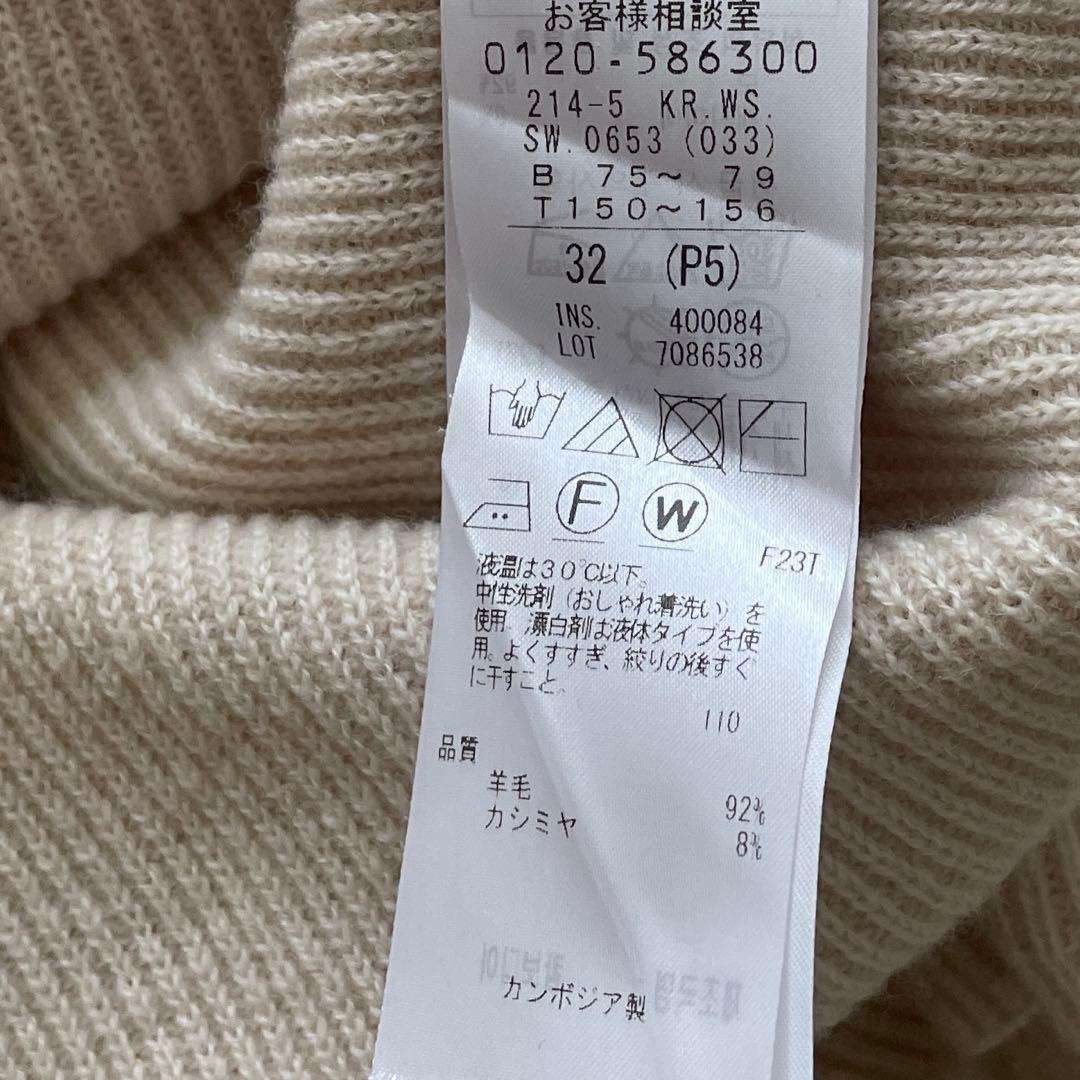 お客様相談室
0120-586300
214-5 KR.WS.
SW.0653 (033)
B 75～ 79
T150～156
32 (P5)
INS. 400084
LOT 7086538
F
W
F23T
液温は30℃以下。
中性洗剤（おしゃれ着洗い）を
使用。漂白剤は液体タイプを使
用。よくすすぎ、絞りの後すぐ
に干すこと。
110
品質
羊毛 92%
カシミヤ 8%
カンボジア製